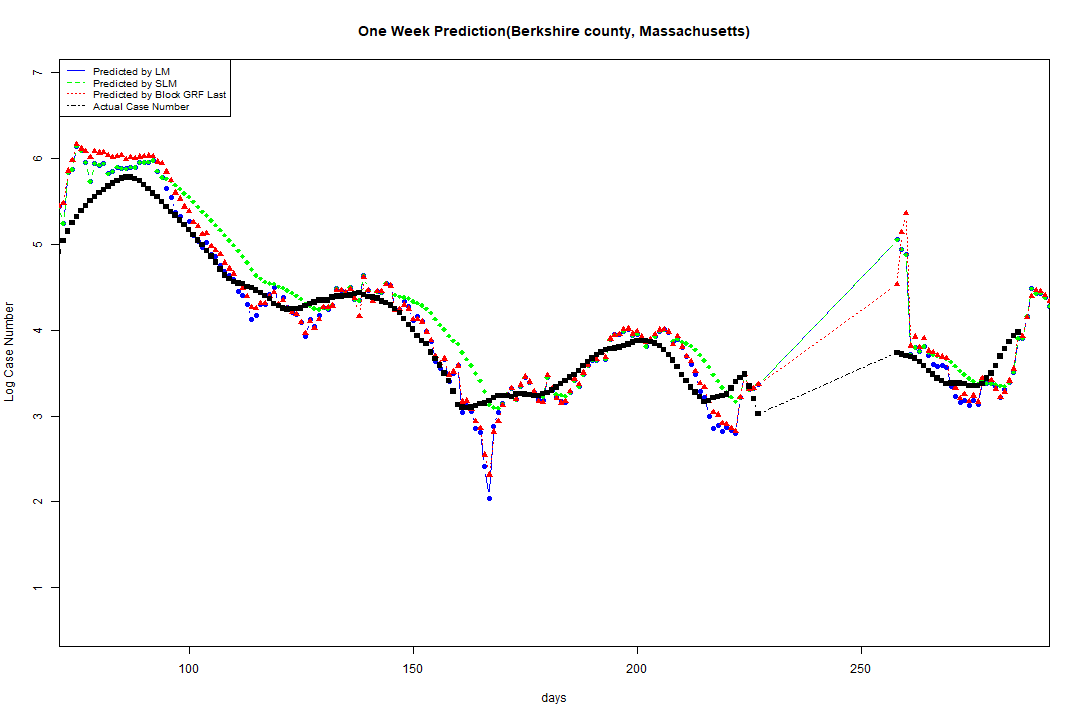 One Week Prediction(Berkshire county, Massachusetts)
Predicted by LM
Predicted by SLM
Predicted by Block GRF Last
Actual Case Number
7
6
5
4
3
2
1
Log Case Number
100
150
200
250
days